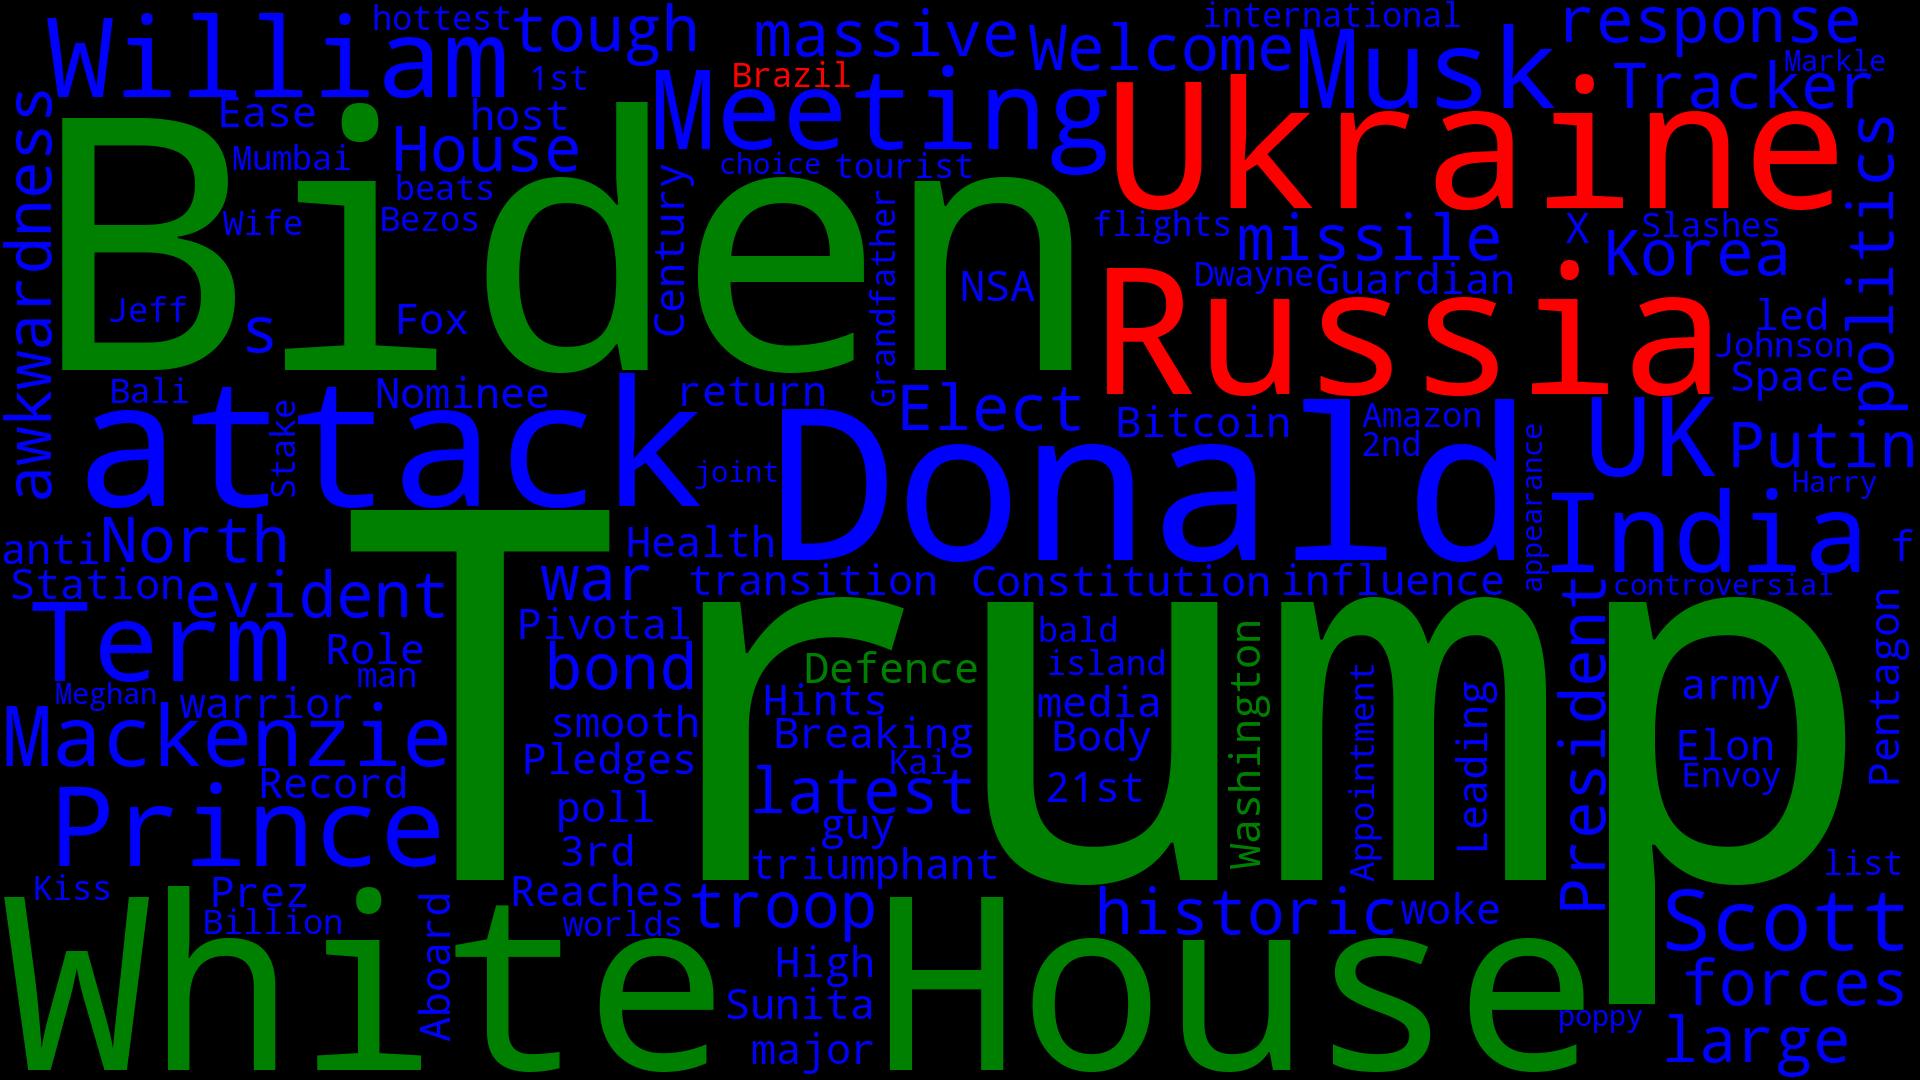 William
hottest
tough
massive
Welcome
international
Musk
response
Markle
Tracker
1st
Brazil
Meeting
Ukraine
awkwardness
Ease
host
House
Mumbai
Biden
beats
Wife
Bezos
Century
choice
tourist
Grandfather
NSA
flights
missile
X
Slashes
Korea
politics
Dwayne
Guardian
Russia
Jeff
s
Fox
led
Johnson
Space
Bali
Nominee
return
Elect
Bitcoin
Amazon
2nd
UK
Putin
attack
Stake
joint
Donald
appearance
Harry
India
f
anti
North
Health
Station
evident
war
transition
Constitution
influence
controversial
Term
Role
man
Pivotal
bond
Trump
Defence
bald
island
Washington
Appointment
Leading
President
army
Pentagon
Meghan
warrior
Mackenzie
smooth
Hints
media
Breaking
Body
Elon
Envoy
Pledges
Kai
Record
latest
21st
Prince
poll
guy
3rd
triumphant
list
Kiss
Prez
Billion
Aboard
Reaches
worlds
troop
historic
woke
Scott
White House
High
Sunita
major
forces
poppy
large